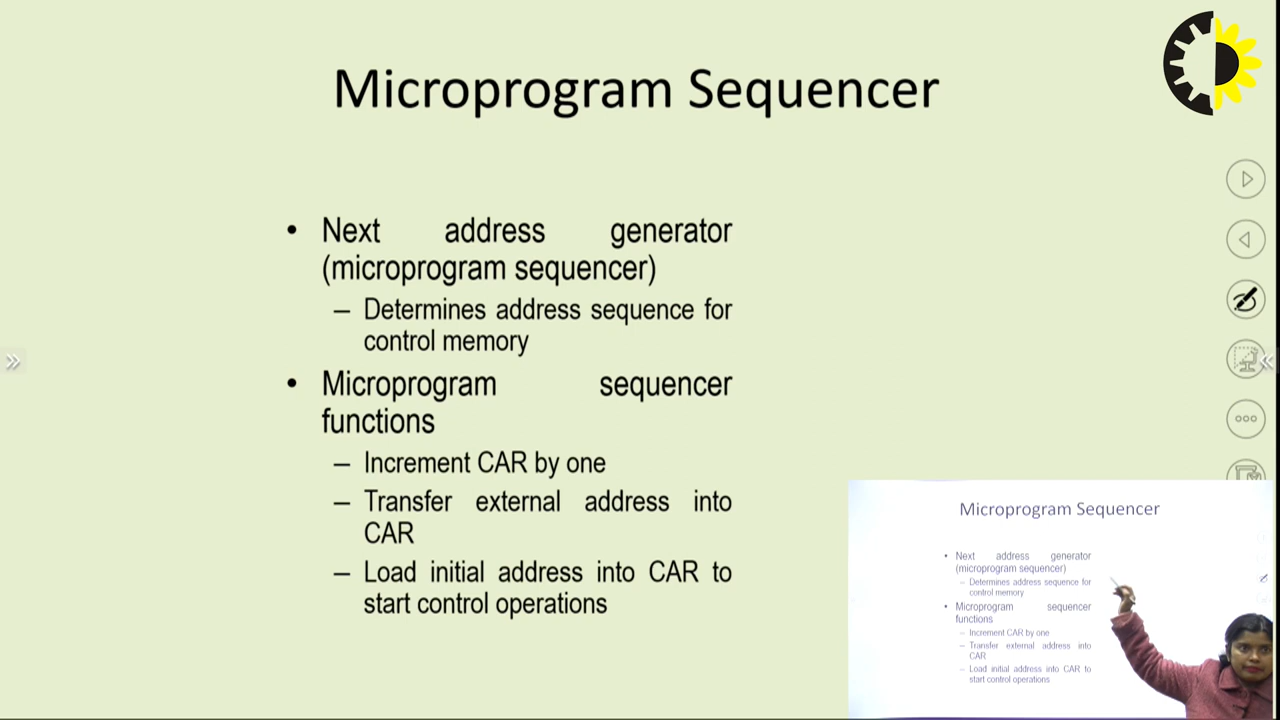 Microprogram Sequencer
• Next address generator
(microprogram sequencer)
– Determines address sequence for
control memory
• Microprogram sequencer
functions
– Increment CAR by one
– Transfer external address into
CAR
– Load initial address into CAR to
start control operations
Microprogram Sequencer
• Next address generator
(microprogram sequencer)
– Determines address sequence for
control memory
• Microprogram sequencer
functions
– Increment CAR by one
– Transfer external address into
CAR
– Load initial address into CAR to
start control operations